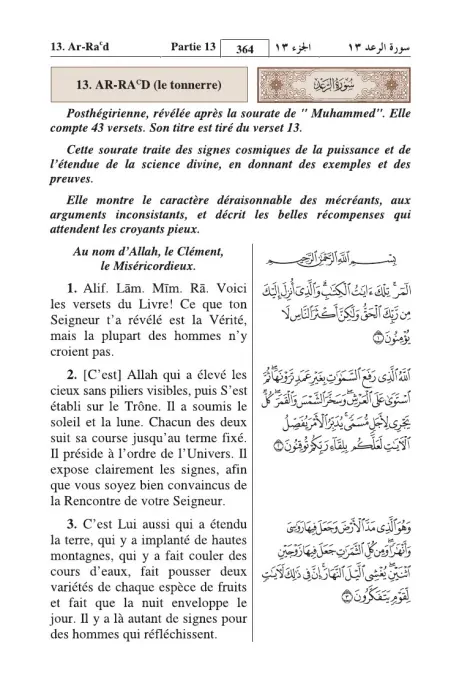 13. Ar-Raʿd Partie 13 364 الجزء ١٣ سورة الرعد ١٣
13. AR-RAʿD (le tonnerre)
سُورَةُ الرَّعْدِ
Posthégirienne, révélée après la sourate de " Muhammed". Elle
compte 43 versets. Son titre est tiré du verset 13.
Cette sourate traite des signes cosmiques de la puissance et de
l'étendue de la science divine, en donnant des exemples et des
preuves.
Elle montre le caractère déraisonnable des mécréants, aux
arguments inconsistants, et décrit les belles récompenses qui
attendent les croyants pieux.
Au nom d'Allah, le Clément,
le Miséricordieux.
1. Alif. Lām. Mīm. Rā. Voici
les versets du Livre! Ce que ton
Seigneur t'a révélé est la Vérité,
mais la plupart des hommes n'y
croient pas.
2. [C'est] Allah qui a élevé les
cieux sans piliers visibles, puis S'est
établi sur le Trône. Il a soumis le
soleil et la lune. Chacun des deux
suit sa course jusqu'au terme fixé.
Il préside à l'ordre de l'Univers. Il
expose clairement les signes, afin
que vous soyez bien convaincus de
la Rencontre de votre Seigneur.
3. C'est Lui aussi qui a étendu
la terre, qui y a implanté de hautes
montagnes, qui y a fait couler des
cours d'eaux, fait pousser deux
variétés de chaque espèce de fruits
et fait que la nuit enveloppe le
jour. Il y a là autant de signes pour
des hommes qui réfléchissent.
بِسْمِ اللَّهِ الرَّحْمَٰنِ الرَّحِيمِ
الٓمٓر ۚ تِلْكَ ءَايَٰتُ ٱلْكِتَٰبِ ۗ وَٱلَّذِىٓ أُنزِلَ إِلَيْكَ
مِن رَّبِّكَ ٱلْحَقُّ وَلَٰكِنَّ أَكْثَرَ ٱلنَّاسِ لَا
يُؤْمِنُونَ ۝١
ٱللَّهُ ٱلَّذِى رَفَعَ ٱلسَّمَٰوَٰتِ بِغَيْرِ عَمَدٍ تَرَوْنَهَا ۖ ثُمَّ
ٱسْتَوَىٰ عَلَى ٱلْعَرْشِ ۖ وَسَخَّرَ ٱلشَّمْسَ وَٱلْقَمَرَ ۖ كُلٌّ
يَجْرِى لِأَجَلٍ مُّسَمًّى ۚ يُدَبِّرُ ٱلْأَمْرَ يُفَصِّلُ
ٱلْءَايَٰتِ لَعَلَّكُم بِلِقَآءِ رَبِّكُمْ تُوقِنُونَ ۝٢
وَهُوَ ٱلَّذِى مَدَّ ٱلْأَرْضَ وَجَعَلَ فِيهَا رَوَٰسِىَ
وَأَنْهَٰرًا ۖ وَمِن كُلِّ ٱلثَّمَرَٰتِ جَعَلَ فِيهَا زَوْجَيْنِ
ٱثْنَيْنِ ۖ يُغْشِى ٱلَّيْلَ ٱلنَّهَارَ ۚ إِنَّ فِى ذَٰلِكَ لَءَايَٰتٍ
لِّقَوْمٍ يَتَفَكَّرُونَ ۝٣